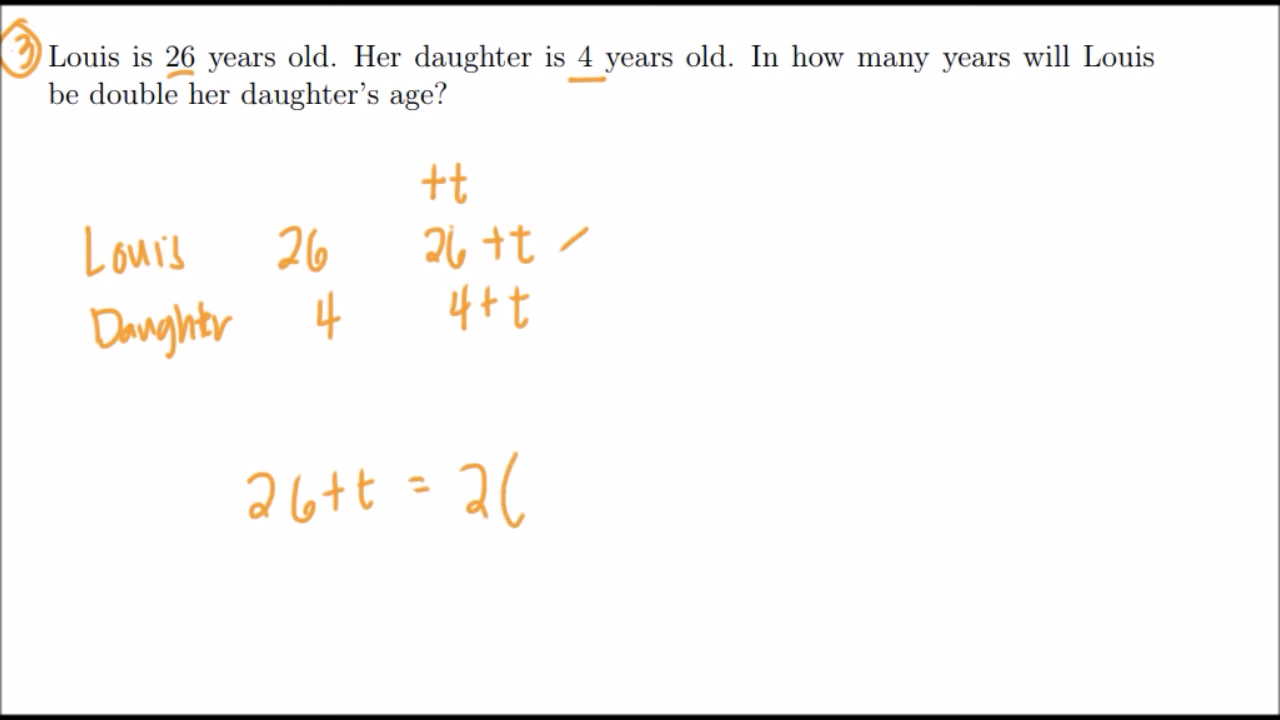 3 Louis is 26 years old. Her daughter is 4 years old. In how many years will Louis
be double her daughter's age?
+t
Louis 26 26 +t
Daughter 4 4+t
26+t = 2(